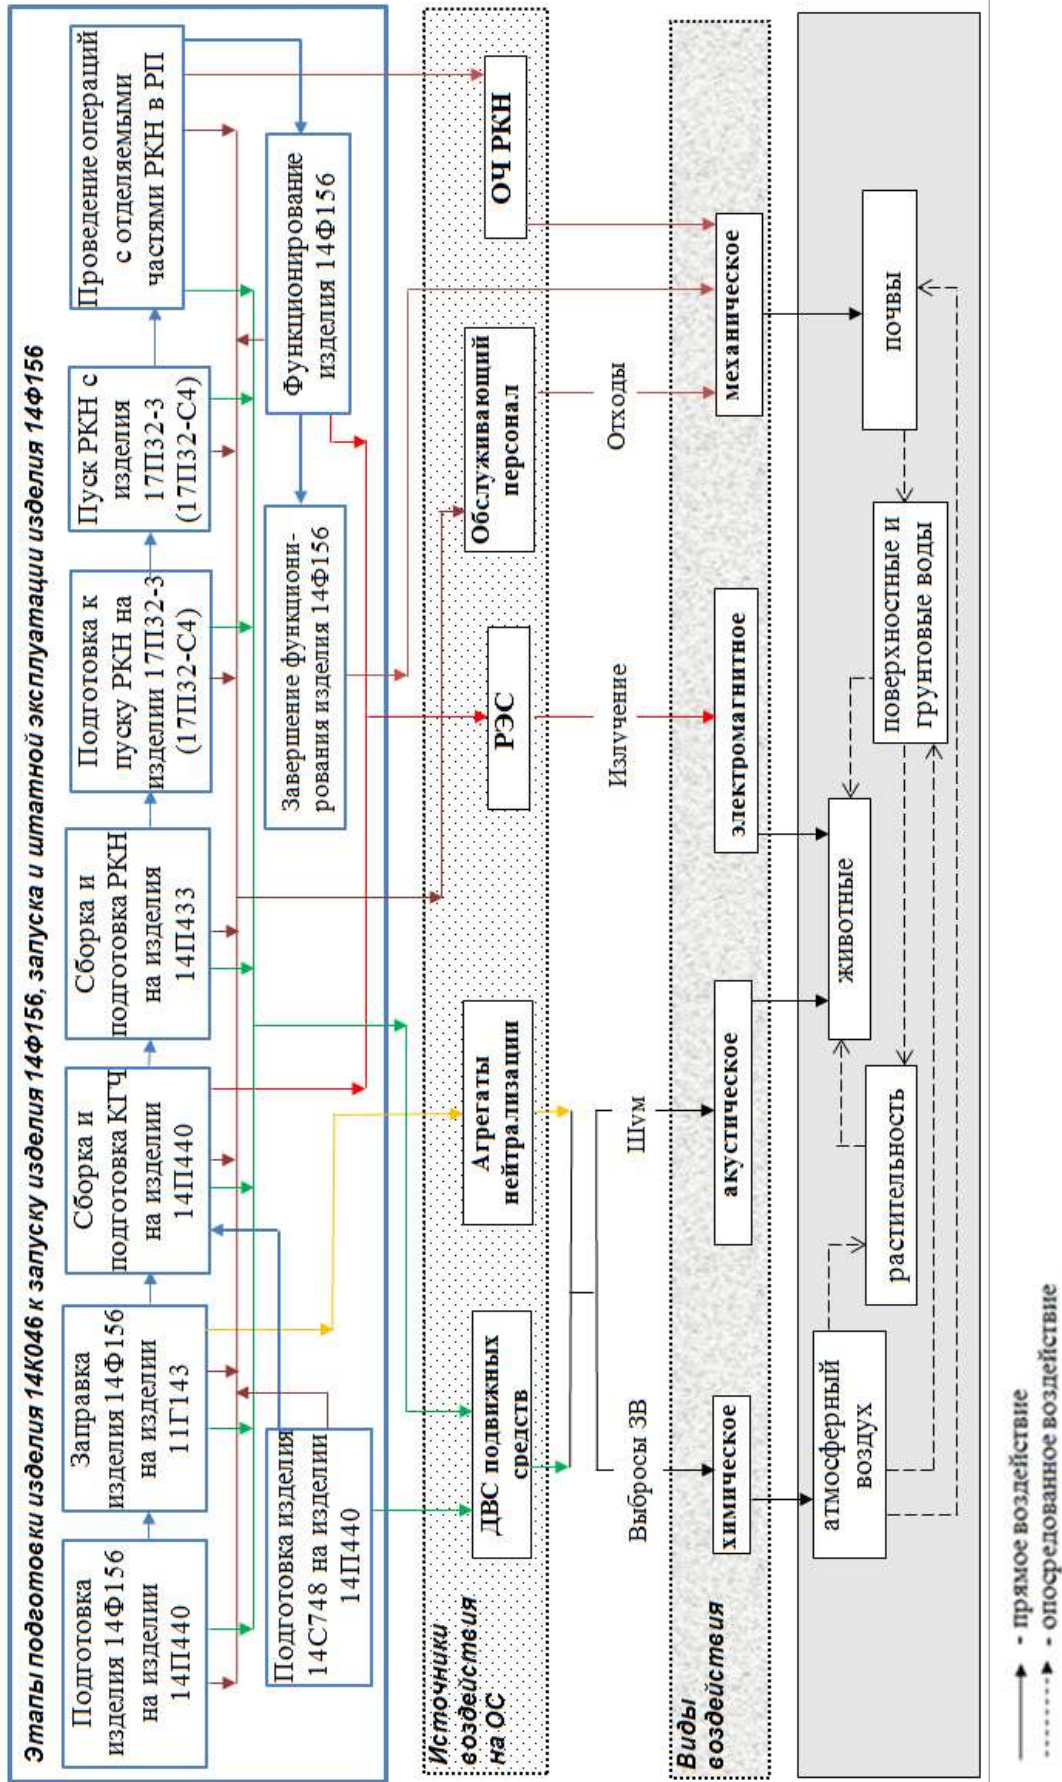 Этапы подготовки изделия 14К046 к запуску изделия 14Ф156, запуска и штатной эксплуатации изделия 14Ф156
Подготовка
изделия 14Ф156
на изделии
14П440
Заправка
изделия 14Ф156
на изделии
11Г143
Сборка и
подготовка КГЧ
на изделии
14П440
Сборка и
подготовка РКН
на изделия
14П433
Подготовка к
пуску РКН на
изделии 17П32-3
(17П32-С4)
Пуск РКН с
изделия
17П32-3
(17П32-С4)
Проведение операций
с отделяемыми
частями РКН в РП
Подготовка изделия
14С748 на изделии
14П440
Завершение функциони-
рования изделия 14Ф156
Функционирование
изделия 14Ф156
Источники
воздействия
на ОС
ДВС подвижных
средств
Агрегаты
нейтрализации
РЭС
Обслуживающий
персонал
ОЧ РКН
Выбросы ЗВ
Шум
Излучение
Отходы
Виды
воздействия
химическое
акустическое
электромагнитное
механическое
атмосферный
воздух
растительность
животные
поверхностные и
грунтовые воды
почвы
- прямое воздействие
- опосредованное воздействие